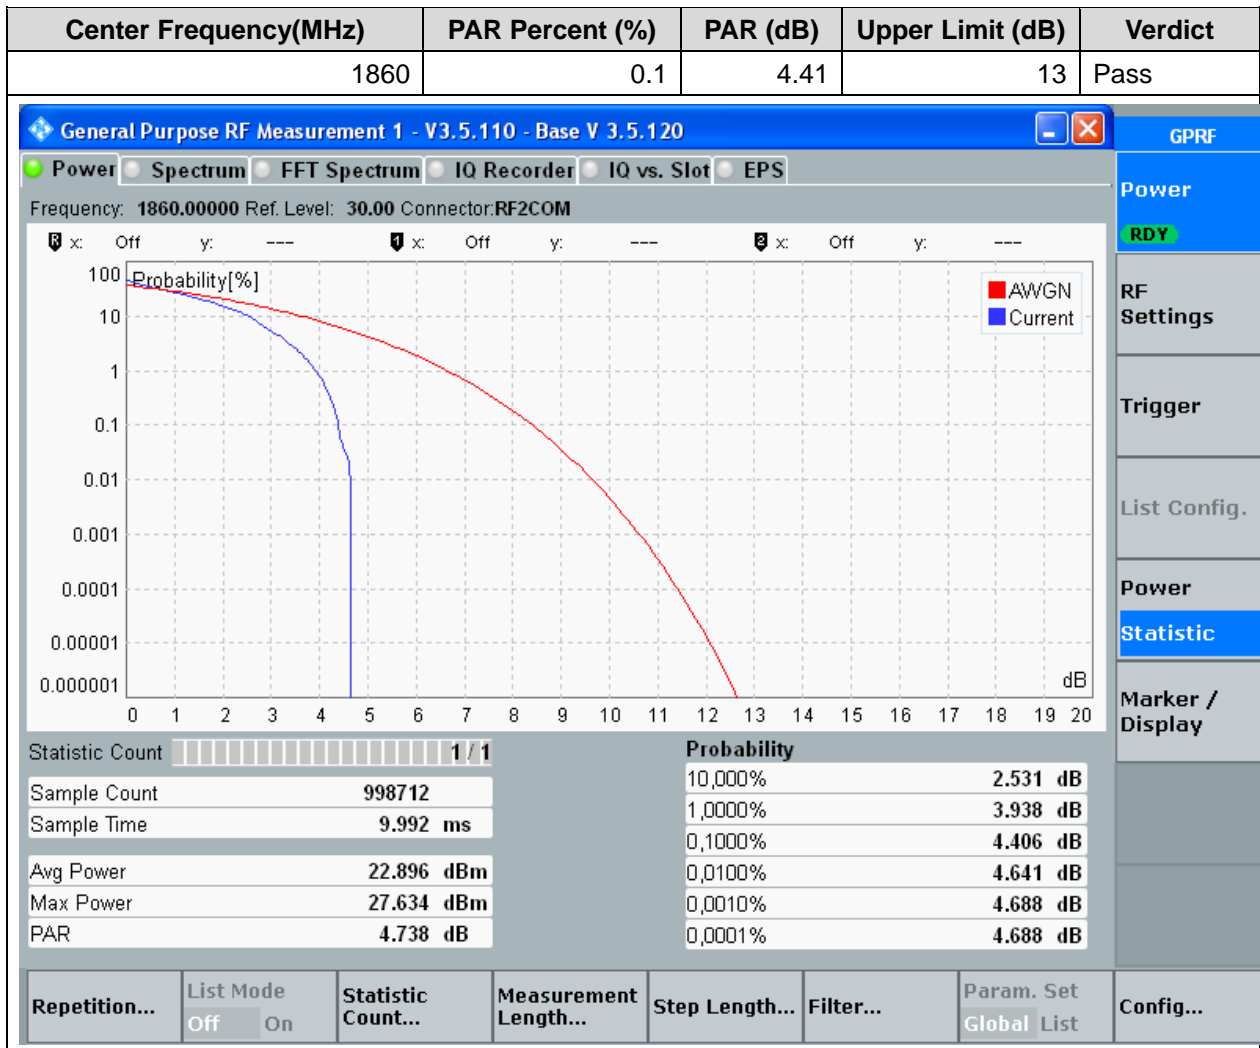 Center Frequency(MHz) PAR Percent (%) PAR (dB) Upper Limit (dB) Verdict
1860 0.1 4.41 13 Pass
General Purpose RF Measurement 1 - V3.5.110 - Base V 3.5.120
GPRF
Power Spectrum FFT Spectrum IQ Recorder IQ vs. Slot EPS
Power
RDY
Frequency: 1860.00000 Ref. Level: 30.00 Connector:RF2COM
R x: Off y: --- 1 x: Off y: --- 2 x: Off y: ---
Probability[%]
100
10
1
0.1
0.01
0.001
0.0001
0.00001
0.000001
AWGN
Current
dB
0 1 2 3 4 5 6 7 8 9 10 11 12 13 14 15 16 17 18 19 20
RF
Settings
Trigger
List Config.
Power
Statistic
Marker /
Display
Statistic Count 1 / 1
Sample Count 998712
Sample Time 9.992 ms
Avg Power 22.896 dBm
Max Power 27.634 dBm
PAR 4.738 dB
Probability
10,000% 2.531 dB
1,0000% 3.938 dB
0,1000% 4.406 dB
0,0100% 4.641 dB
0,0010% 4.688 dB
0,0001% 4.688 dB
Repetition...
List Mode
Off On
Statistic
Count...
Measurement
Length...
Step Length...
Filter...
Param. Set
Global List
Config...